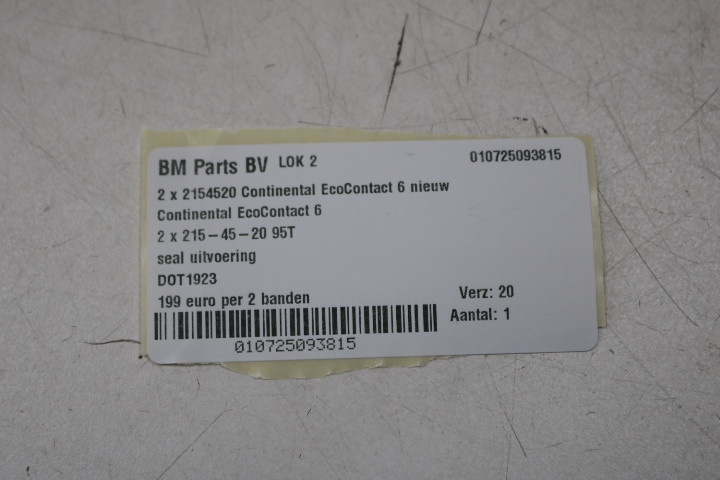 BM Parts BV LOK 2 010725093815
2 x 2154520 Continental EcoContact 6 nieuw
Continental EcoContact 6
2 x 215-45-20 95T
seal uitvoering
DOT1923
199 euro per 2 banden
Verz: 20
Aantal: 1
010725093815